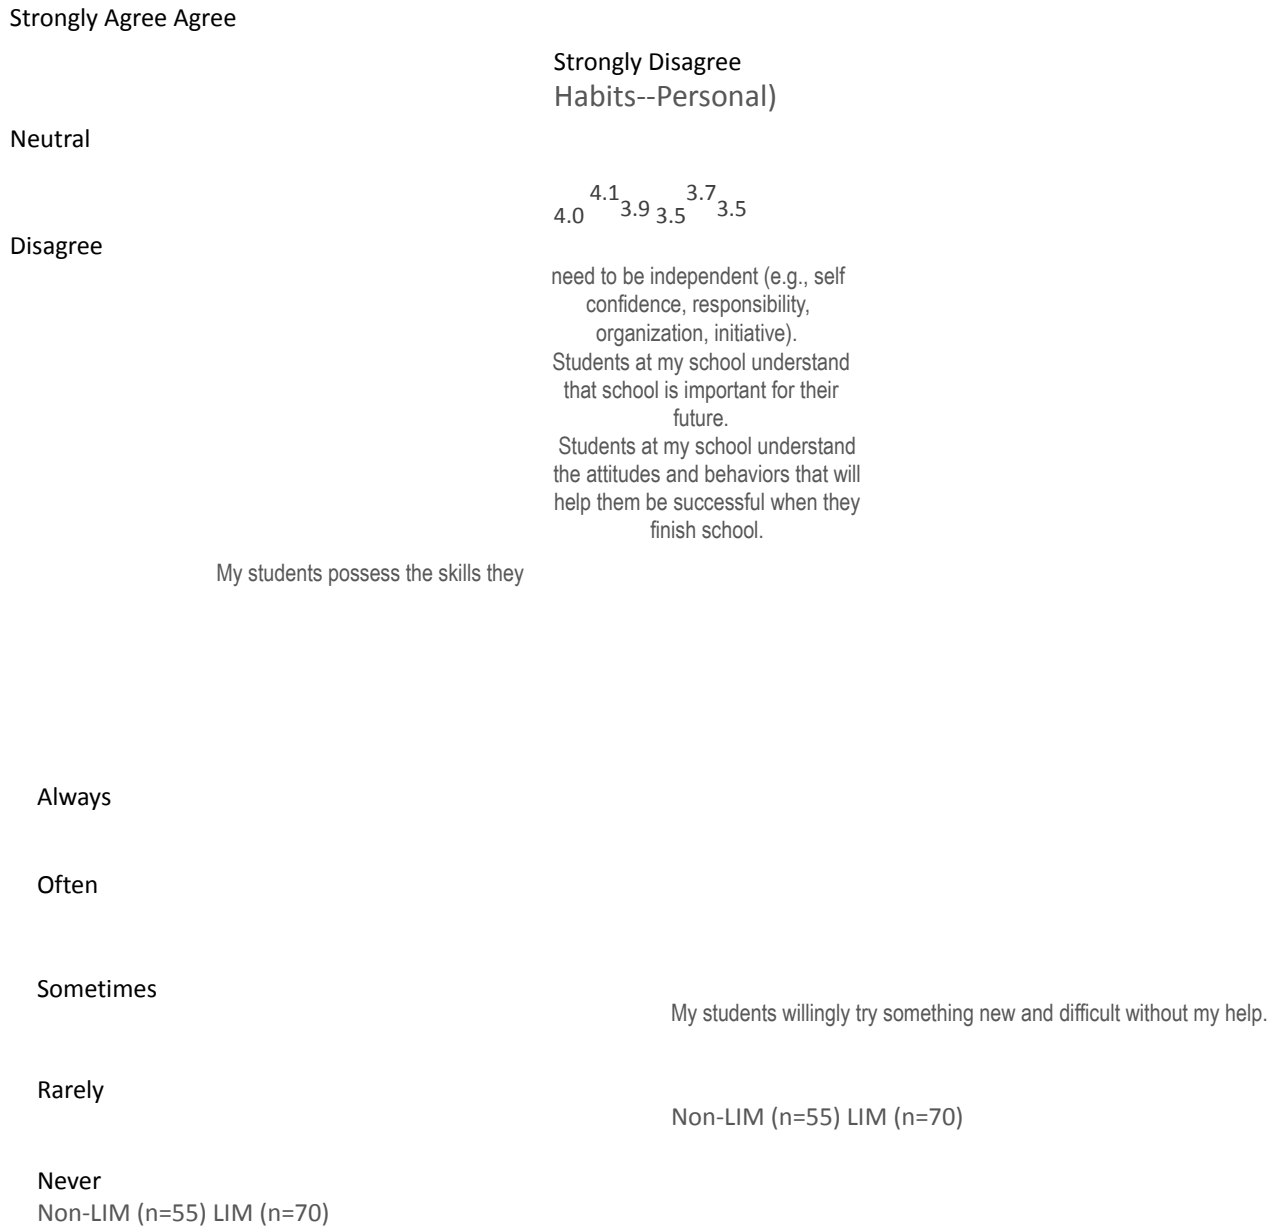 Strongly Agree Agree
Strongly Disagree
Habits--Personal)
Neutral
4.0 4.1 3.9 3.5 3.7 3.5
Disagree
need to be independent (e.g., self
confidence, responsibility,
organization, initiative).
Students at my school understand
that school is important for their
future.
Students at my school understand
the attitudes and behaviors that will
help them be successful when they
finish school.
My students possess the skills they
Always
Often
Sometimes
My students willingly try something new and difficult without my help.
Rarely
Non-LIM (n=55) LIM (n=70)
Never
Non-LIM (n=55) LIM (n=70)